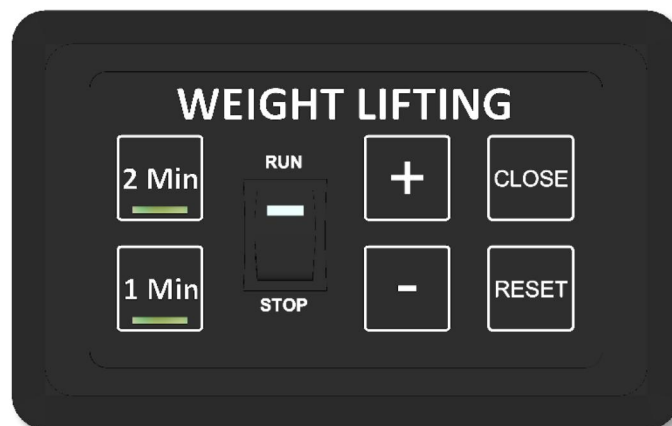 WEIGHT LIFTING
2 Min
RUN
+
CLOSE
1 Min
STOP
-
RESET